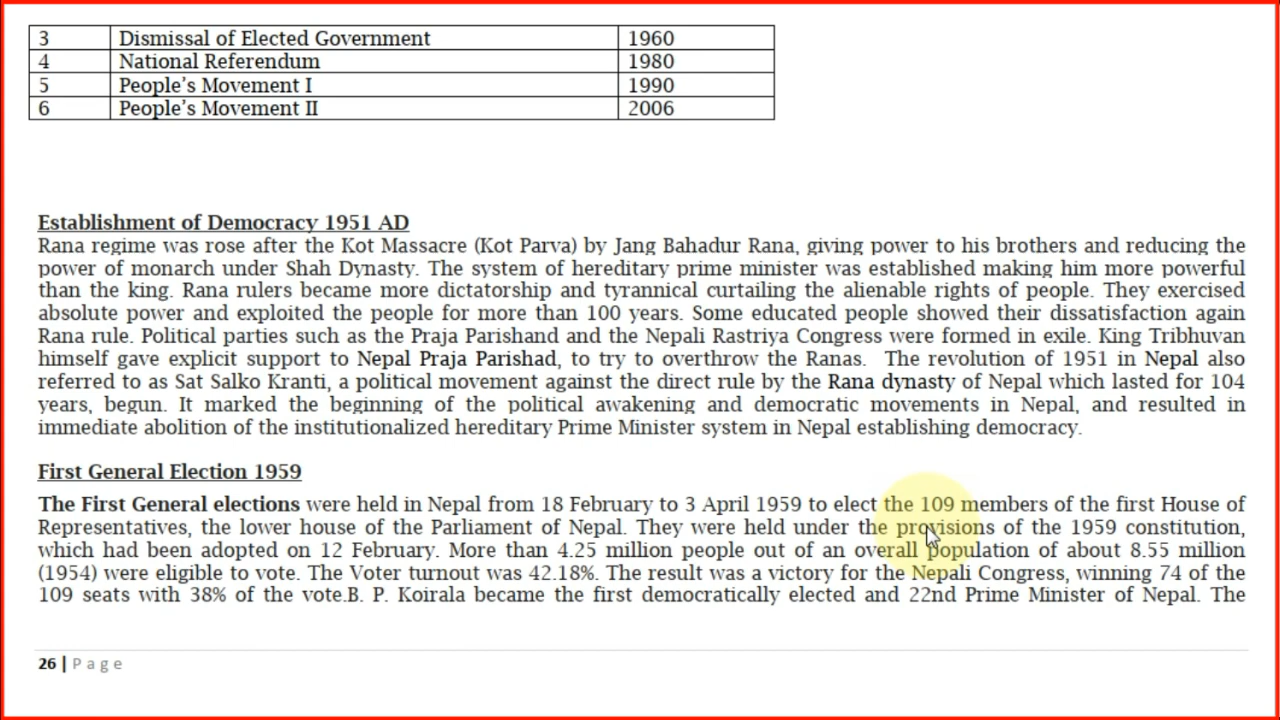 3 Dismissal of Elected Government 1960
4 National Referendum 1980
5 People's Movement I 1990
6 People's Movement II 2006
Establishment of Democracy 1951 AD
Rana regime was rose after the Kot Massacre (Kot Parva) by Jang Bahadur Rana, giving power to his brothers and reducing the
power of monarch under Shah Dynasty. The system of hereditary prime minister was established making him more powerful
than the king. Rana rulers became more dictatorship and tyrannical curtailing the alienable rights of people. They exercised
absolute power and exploited the people for more than 100 years. Some educated people showed their dissatisfaction again
Rana rule. Political parties such as the Praja Parishand and the Nepali Rastriya Congress were formed in exile. King Tribhuvan
himself gave explicit support to Nepal Praja Parishad, to try to overthrow the Ranas. The revolution of 1951 in Nepal also
referred to as Sat Salko Kranti, a political movement against the direct rule by the Rana dynasty of Nepal which lasted for 104
years, begun. It marked the beginning of the political awakening and democratic movements in Nepal, and resulted in
immediate abolition of the institutionalized hereditary Prime Minister system in Nepal establishing democracy.
First General Election 1959
The First General elections were held in Nepal from 18 February to 3 April 1959 to elect the 109 members of the first House of
Representatives, the lower house of the Parliament of Nepal. They were held under the provisions of the 1959 constitution,
which had been adopted on 12 February. More than 4.25 million people out of an overall population of about 8.55 million
(1954) were eligible to vote. The Voter turnout was 42.18%. The result was a victory for the Nepali Congress, winning 74 of the
109 seats with 38% of the vote.B. P. Koirala became the first democratically elected and 22nd Prime Minister of Nepal. The
26 | Page